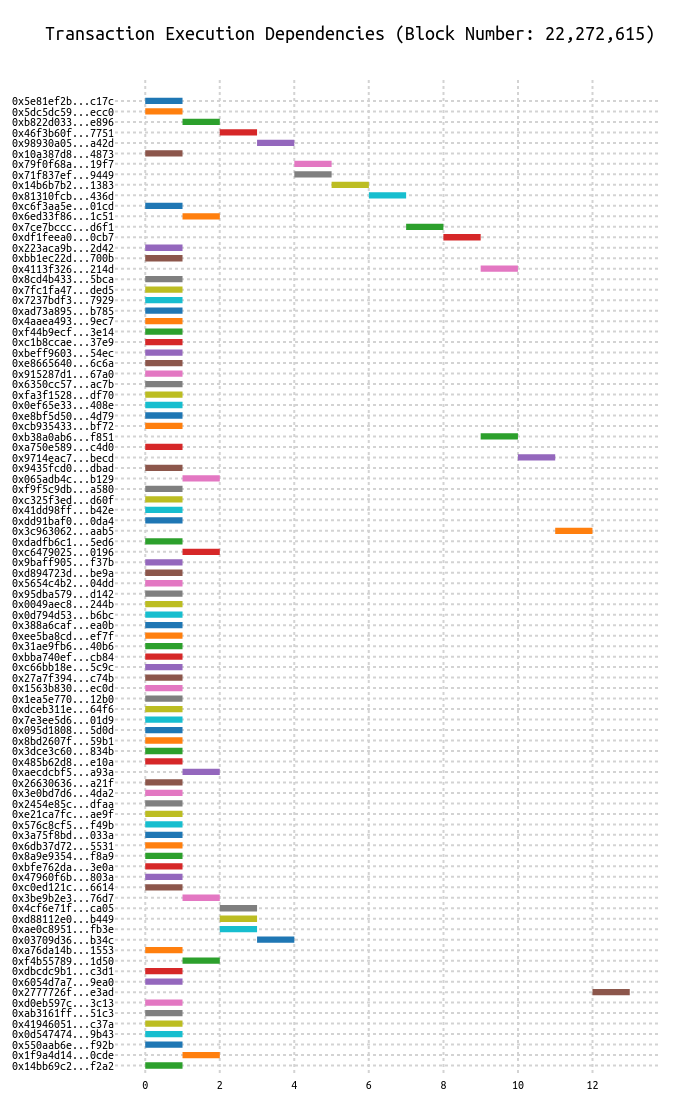 Transaction Execution Dependencies (Block Number: 22,272,615)
0x5e81ef2b...c17c
0x5dc5dc59...ecc0
0xb822d033...e896
0x46f3b60f...7751
0x98930a05...a42d
0x10a387d8...4873
0x79f0f68a...19f7
0x71f837ef...9449
0x14b6b7b2...1383
0x81310fcb...436d
0xc6f3aa5e...01cd
0x6ed33f86...1c51
0x7ce7bccc...d6f1
0xdf1feea0...0cb7
0x223aca9b...2d42
0xbb1ec22d...700b
0x4113f326...214d
0x8cd4b433...5bca
0x7fc1fa47...ded5
0x7237bdf3...7929
0xad73a895...b785
0x4aaea493...9ec7
0xf44b9ecf...3e14
0xc1b8ccae...37e9
0xbeff9603...54ec
0xe8665640...6c6a
0x915287d1...67a0
0x6350cc57...ac7b
0xfa3f1528...df70
0x0ef65e33...408e
0xe8bf5d50...4d79
0xcb935433...bf72
0xb38a0ab6...f851
0xa750e589...c4d0
0x9714eac7...becd
0x9435fcd0...dbad
0x065adb4c...b129
0xf9f5c9db...a580
0xc325f3ed...d60f
0x41dd98ff...b42e
0xdd91baf0...0da4
0x3c963062...aab5
0xdadfb6c1...5ed6
0xc6479025...0196
0x9baff905...f37b
0xd894723d...be9a
0x5654c4b2...04dd
0x95dba579...d142
0x0049aec8...244b
0x0d794d53...b6bc
0x388a6caf...ea0b
0xee5ba8cd...ef7f
0x31ae9fb6...40b6
0xbba740ef...cb84
0xc66bb18e...5c9c
0x27a7f394...c74b
0x1563b830...ec0d
0x1ea5e770...12b0
0xdceb311e...64f6
0x7e3ee5d6...01d9
0x095d1808...5d0d
0x8bd2607f...59b1
0x3dce3c60...834b
0x485b62d8...e10a
0xaecdcbf5...a93a
0x26630636...a21f
0x3e0bd7d6...4da2
0x2454e85c...dfaa
0xe21ca7fc...ae9f
0x576c8cf5...f49b
0x3a75f8bd...033a
0x6db37d72...5531
0x8a9e9354...f8a9
0xbfe762da...3e0a
0x47960f6b...803a
0xc0ed121c...6614
0x3be9b2e3...76d7
0x4cf6e71f...ca05
0xd88112e0...b449
0xae0c8951...fb3e
0x03709d36...b34c
0xa76da14b...1553
0xf4b55789...1d50
0xdbcdc9b1...c3d1
0x6054d7a7...9ea0
0x2777726f...e3ad
0xd0eb597c...3c13
0xab3161ff...51c3
0x41946051...c37a
0x0d547474...9b43
0x550aab6e...f92b
0x1f9a4d14...0cde
0x14bb69c2...f2a2
0 2 4 6 8 10 12